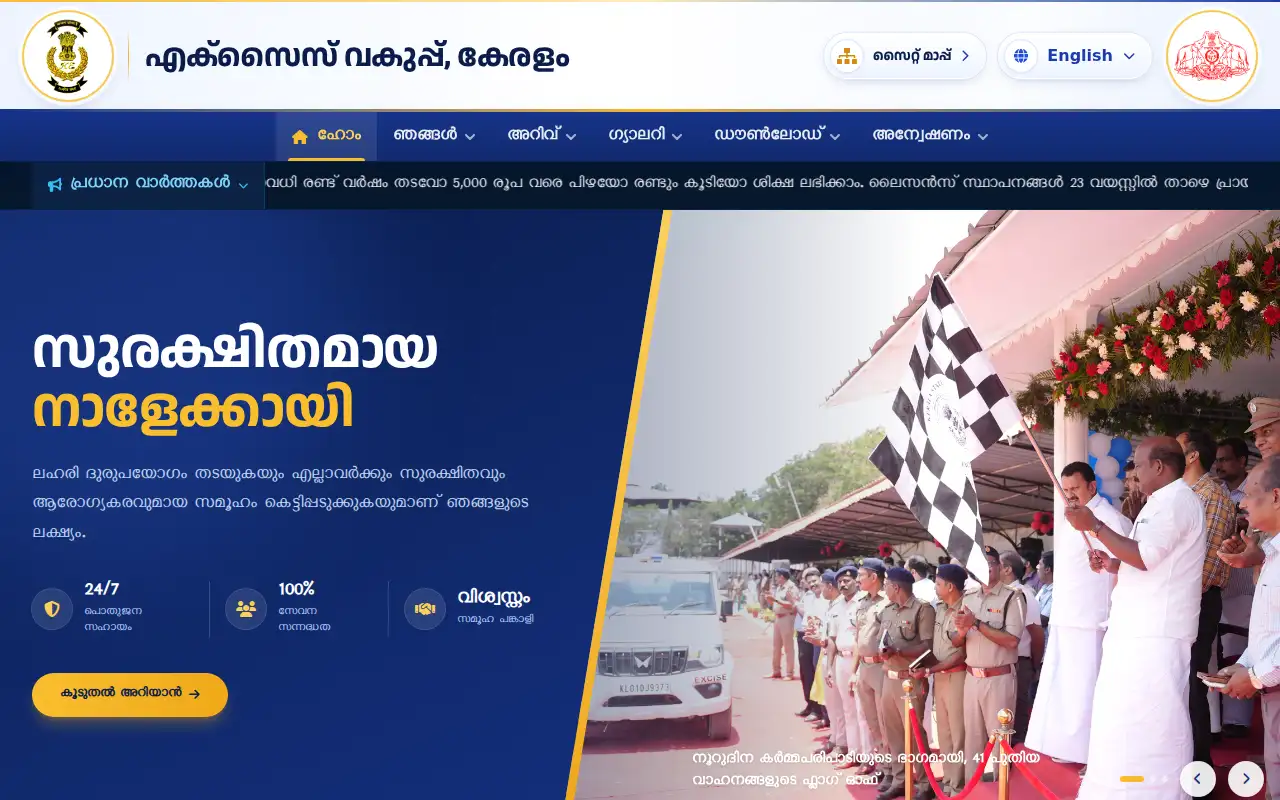 എക്സൈസ് വകുപ്പ്, കേരളം
സൈറ്റ് മാപ്പ്
English
ഹോം
ഞങ്ങൾ
അറിവ്
ഗ്യാലറി
ഡൗൺലോഡ്
അന്വേഷണം
പ്രധാന വാർത്തകൾ
രണ്ട് വർഷം തടവോ 5,000 രൂപ വരെ പിഴയോ രണ്ടും കൂടിയോ ശിക്ഷ ലഭിക്കാം. ലൈസൻസ് സ്ഥാപനങ്ങൾ 23 വയസ്സിൽ താഴെ
സുരക്ഷിതമായ
നാളേക്കായി
ലഹരി ദുരുപയോഗം തടയുകയും എല്ലാവർക്കും സുരക്ഷിതവും
ആരോഗ്യകരവുമായ സമൂഹം കെട്ടിപ്പടുക്കുകയുമാണ് ഞങ്ങളുടെ
ലക്ഷ്യം.
24/7
പൊതുജന
സഹായം
100%
സേവന
സന്നദ്ധത
വിശ്വസ്തം
സമൂഹ പങ്കാളി
കൂടുതൽ അറിയാൻ
EXCISE
നൂറുദിന കർമ്മപരിപാടിയുടെ ഭാഗമായി, 41 പുതിയ
വാഹനങ്ങളുടെ ഫ്ലാഗ് ഓഫ്